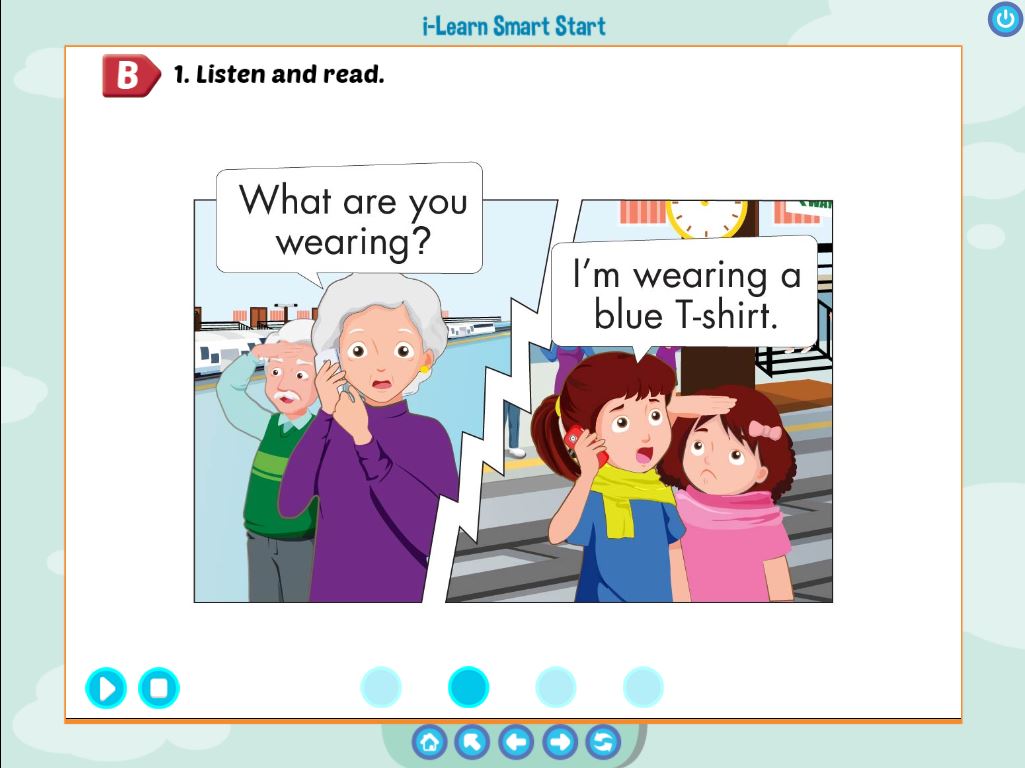 i-Learn Smart Start
B 1. Listen and read.
What are you
wearing?
I'm wearing a
blue T-shirt.